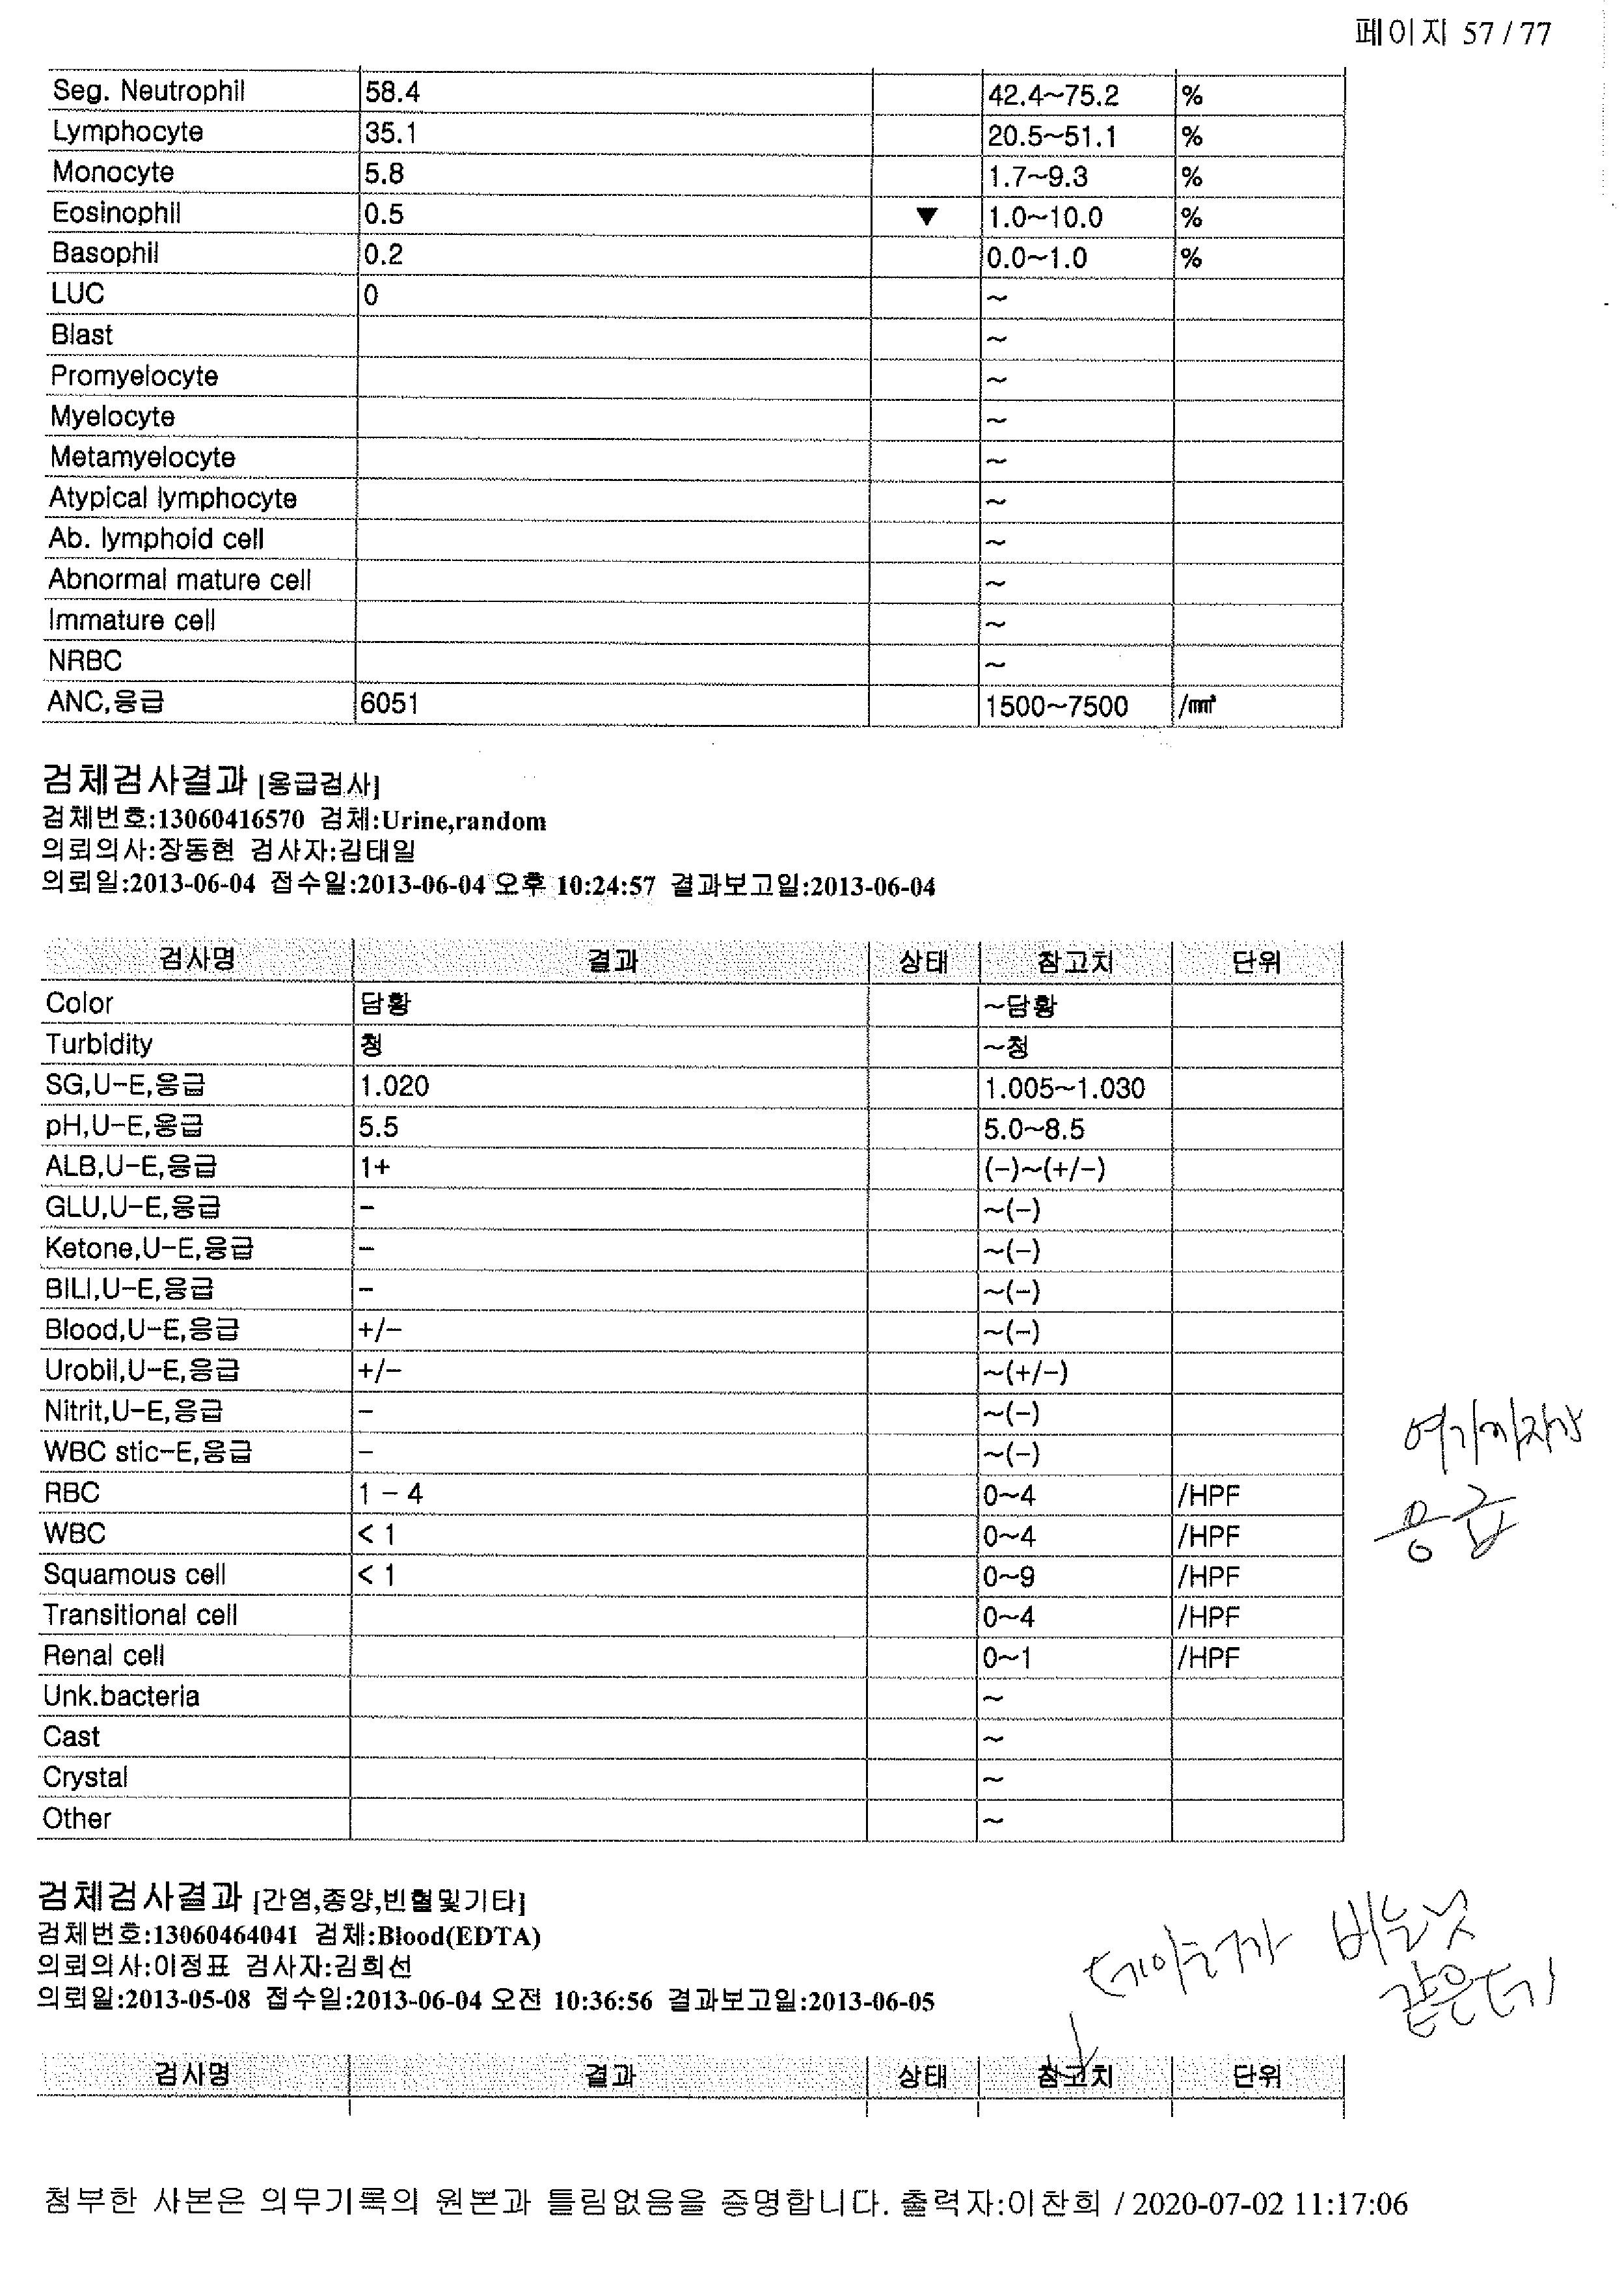 페이지 57 / 77
Seg. Neutrophil 58.4 42.4~75.2 %
Lymphocyte 35.1 20.5~51.1 %
Monocyte 5.8 1.7~9.3 %
Eosinophil 0.5 ▼ 1.0~10.0 %
Basophil 0.2 0.0~1.0 %
LUC 0 ~
Blast ~
Promyelocyte ~
Myelocyte ~
Metamyelocyte ~
Atypical lymphocyte ~
Ab. lymphoid cell ~
Abnormal mature cell ~
Immature cell ~
NRBC ~
ANC,응급 6051 1500~7500 /㎣
검체검사결과 [응급검사]
검체번호:13060416570 검체:Urine,random
의뢰의사:장동현 검사자:김태일
의뢰일:2013-06-04 접수일:2013-06-04 오후 10:24:57 결과보고일:2013-06-04
검사명 결과 상태 참고치 단위
Color 담황 ~담황
Turbidity 청 ~청
SG,U-E,응급 1.020 1.005~1.030
pH,U-E,응급 5.5 5.0~8.5
ALB,U-E,응급 1+ (-)~(+/-)
GLU,U-E,응급 - ~(-)
Ketone,U-E,응급 - ~(-)
BILI,U-E,응급 - ~(-)
Blood,U-E,응급 +/- ~(-)
Urobil,U-E,응급 +/- ~(+/-)
Nitrit,U-E,응급 - ~(-)
WBC stic-E,응급 - ~(-)
RBC 1 - 4 0~4 /HPF
WBC < 1 0~4 /HPF
Squamous cell < 1 0~9 /HPF
Transitional cell 0~4 /HPF
Renal cell 0~1 /HPF
Unk.bacteria ~
Cast ~
Crystal ~
Other ~
응급
검체검사결과 [간염,종양,빈혈및기타]
검체번호:13060464041 검체:Blood(EDTA)
의뢰의사:이정표 검사자:김희선
의뢰일:2013-05-08 접수일:2013-06-04 오전 10:36:56 결과보고일:2013-06-05
검사명 결과 상태 참고치 단위
첨부한 사본은 의무기록의 원본과 틀림없음을 증명합니다. 출력자:이찬희 / 2020-07-02 11:17:06